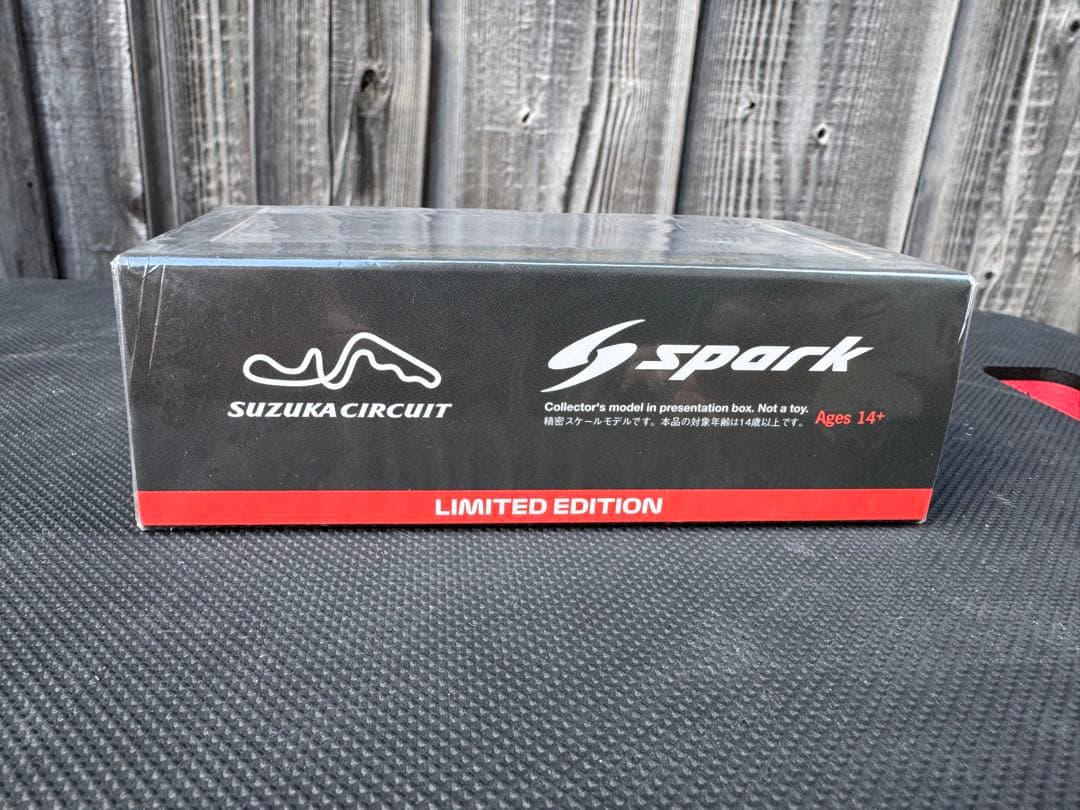 SUZUKA CIRCUIT
spark
Collector's model in presentation box. Not a toy.
精密スケールモデルです。本品の対象年齢は14歳以上です。
Ages 14+
LIMITED EDITION